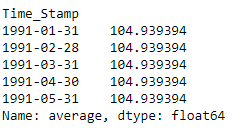 Time_Stamp
1991-01-31    104.939394
1991-02-28    104.939394
1991-03-31    104.939394
1991-04-30    104.939394
1991-05-31    104.939394
Name: average, dtype: float64